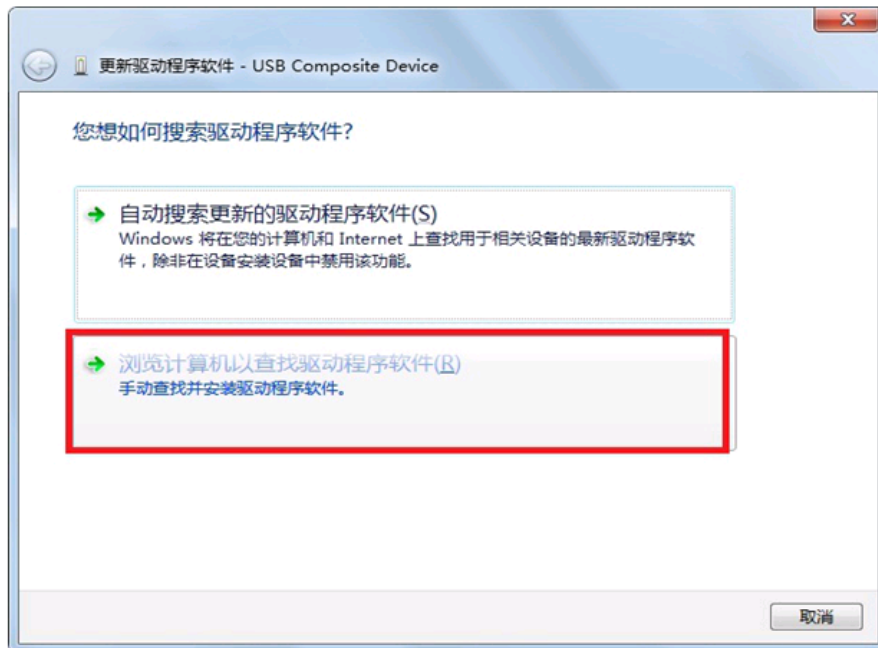 更新驱动程序软件 - USB Composite Device
您想如何搜索驱动程序软件?
自动搜索更新的驱动程序软件(S)
Windows 将在您的计算机和 Internet 上查找用于相关设备的最新驱动程序软
件，除非在设备安装设备中禁用该功能。
浏览计算机以查找驱动程序软件(R)
手动查找并安装驱动程序软件。
取消